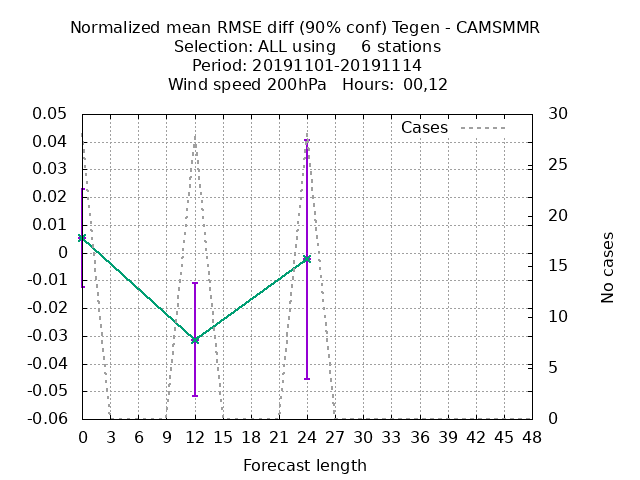 Normalized mean RMSE diff (90% conf) Tegen - CAMSMMR
Selection: ALL using     6 stations
Period: 20191101-20191114
Wind speed 200hPa   Hours:  00,12
Cases
0.05
0.04
0.03
0.02
0.01
0
-0.01
-0.02
-0.03
-0.04
-0.05
-0.06
30
25
20
15
10
5
0
No cases
0 3 6 9 12 15 18 21 24 27 30 33 36 39 42 45 48
Forecast length